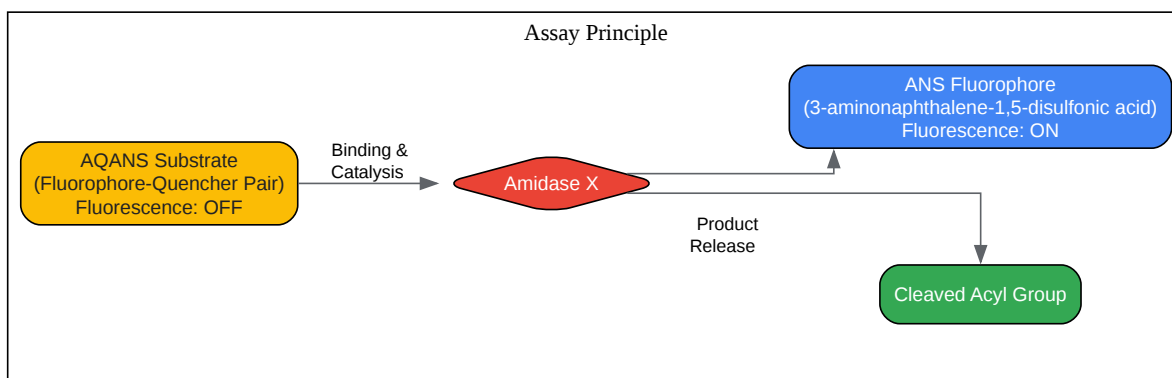 Assay Principle
AQANS Substrate
(Fluorophore-Quencher Pair)
Fluorescence: OFF
Binding &
Catalysis
Amidase X
ANS Fluorophore
(3-aminonaphthalene-1,5-disulfonic acid)
Fluorescence: ON
Product
Release
Cleaved Acyl Group